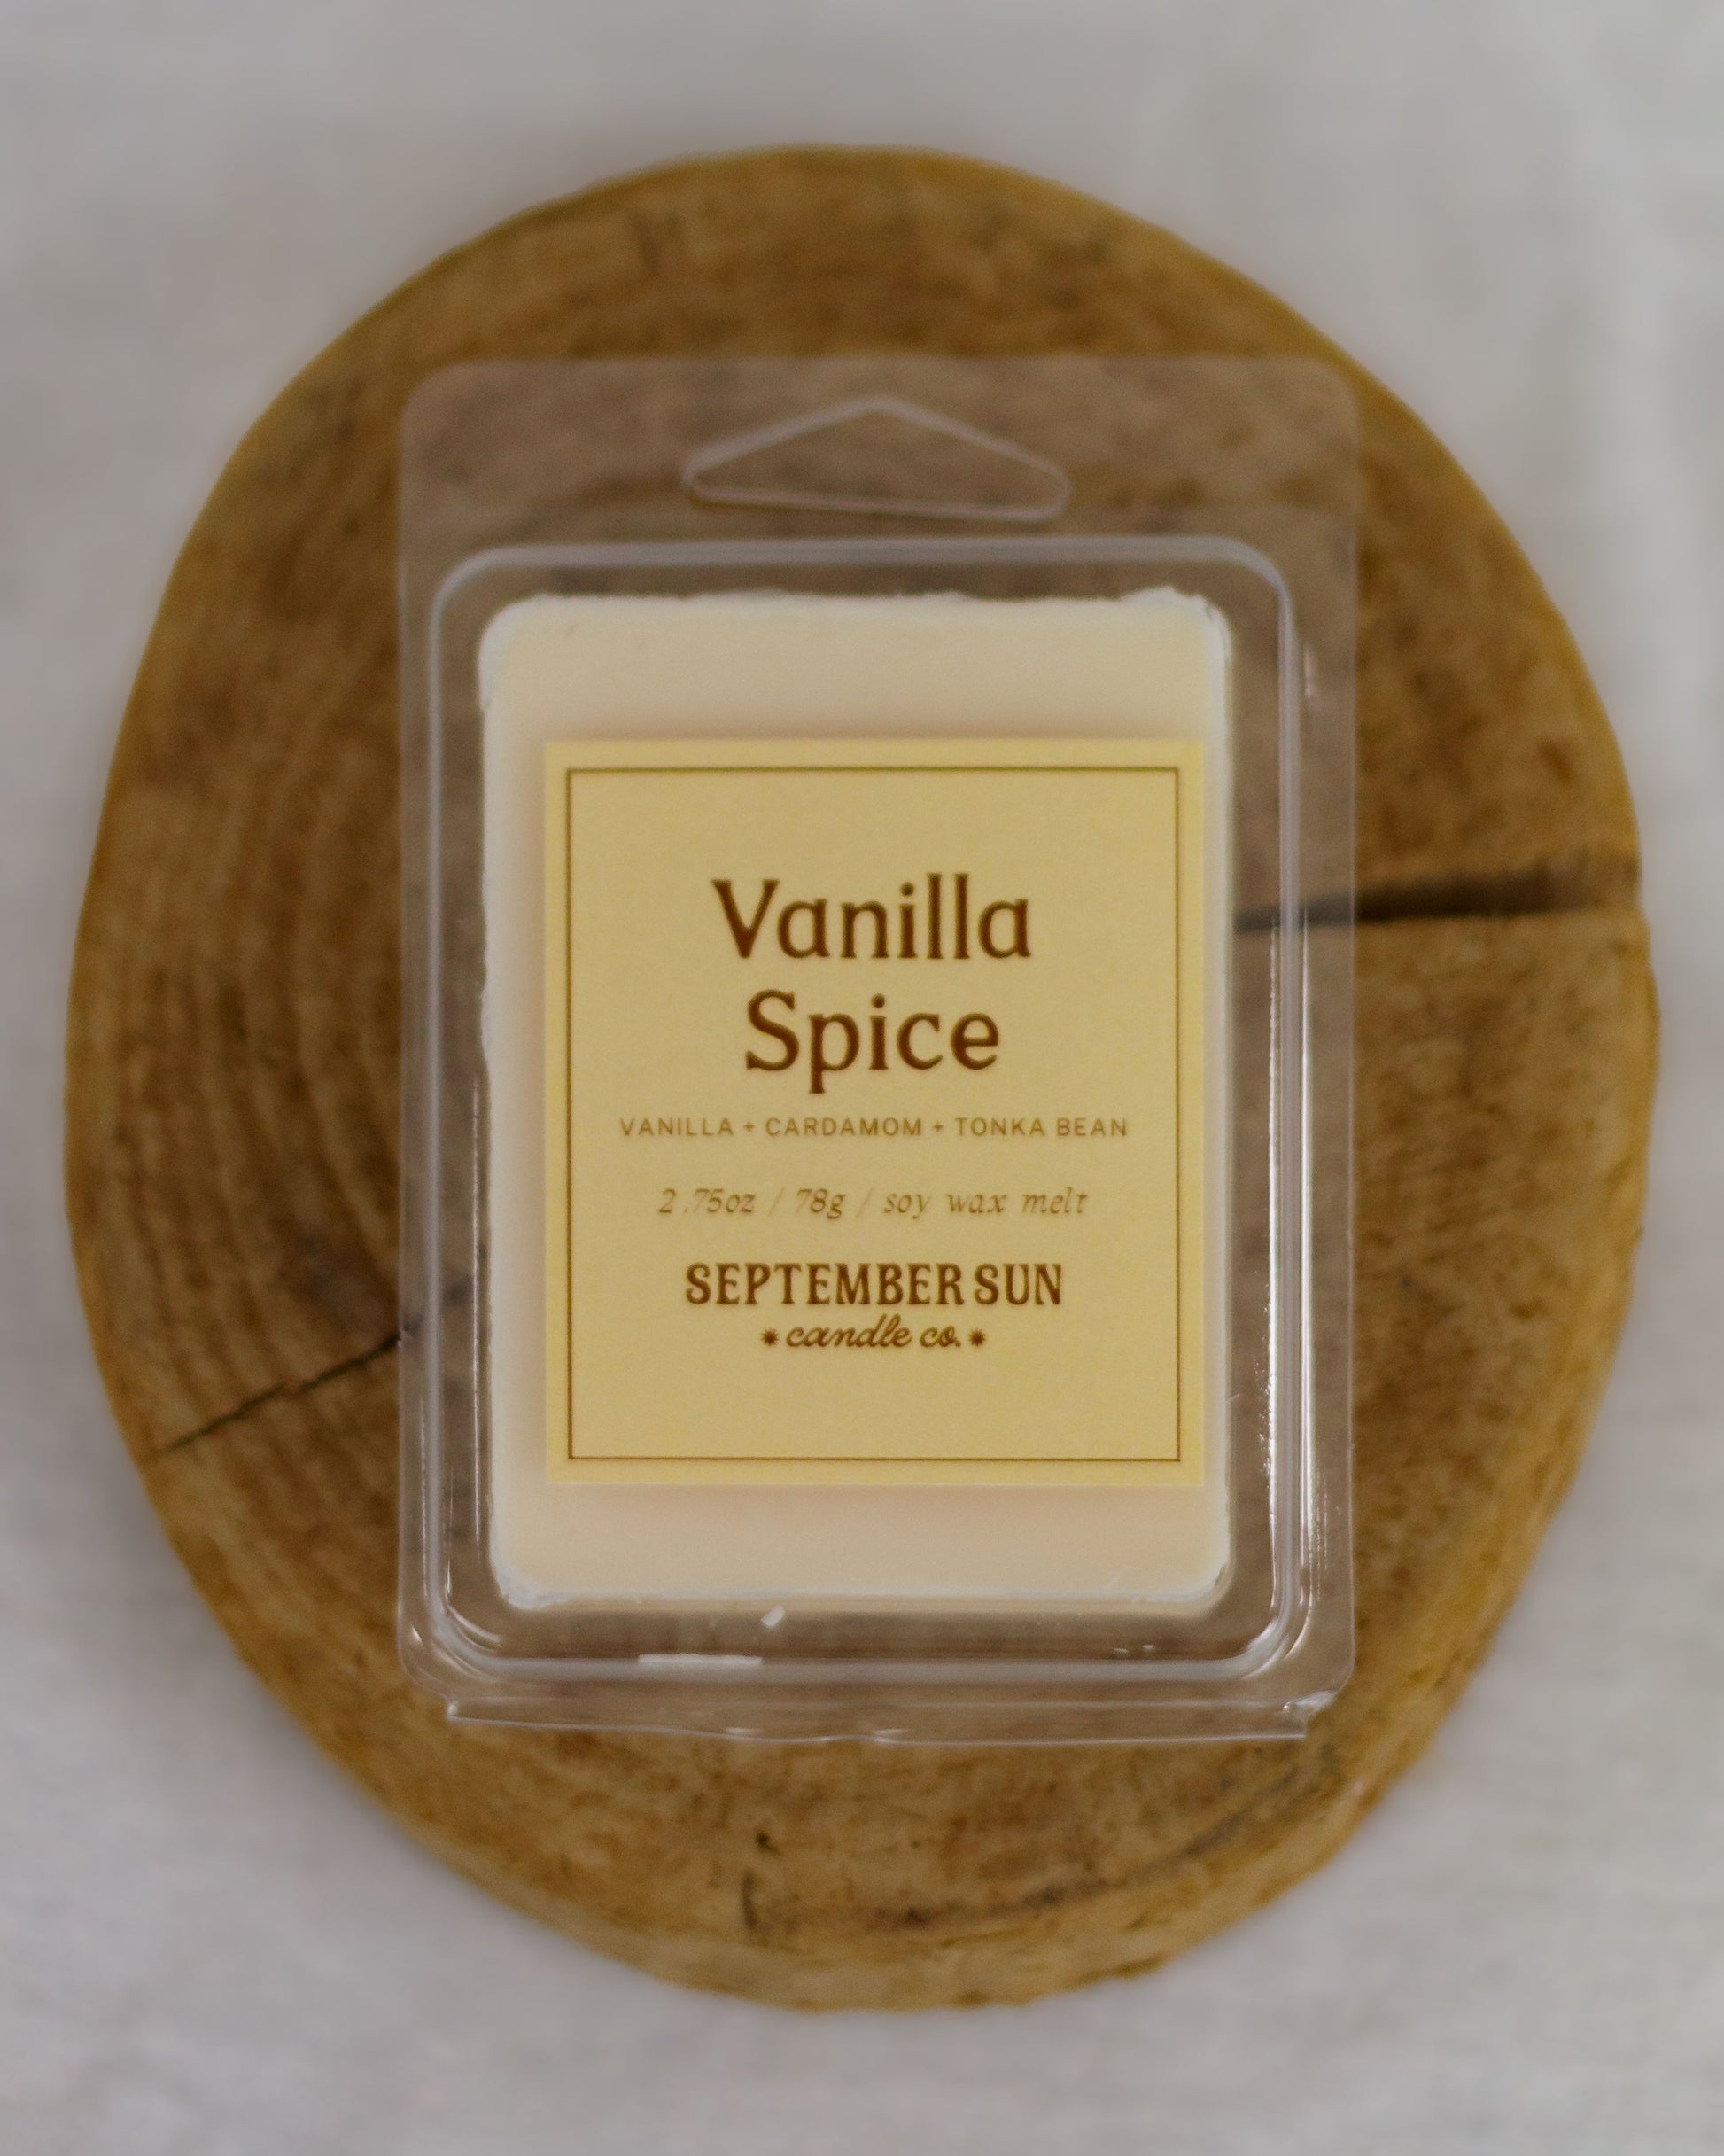 Vanilla
Spice
VANILLA + CARDAMOM + TONKA BEAN
2.75oz / 78g / soy wax melt
SEPTEMBER SUN
candle co.